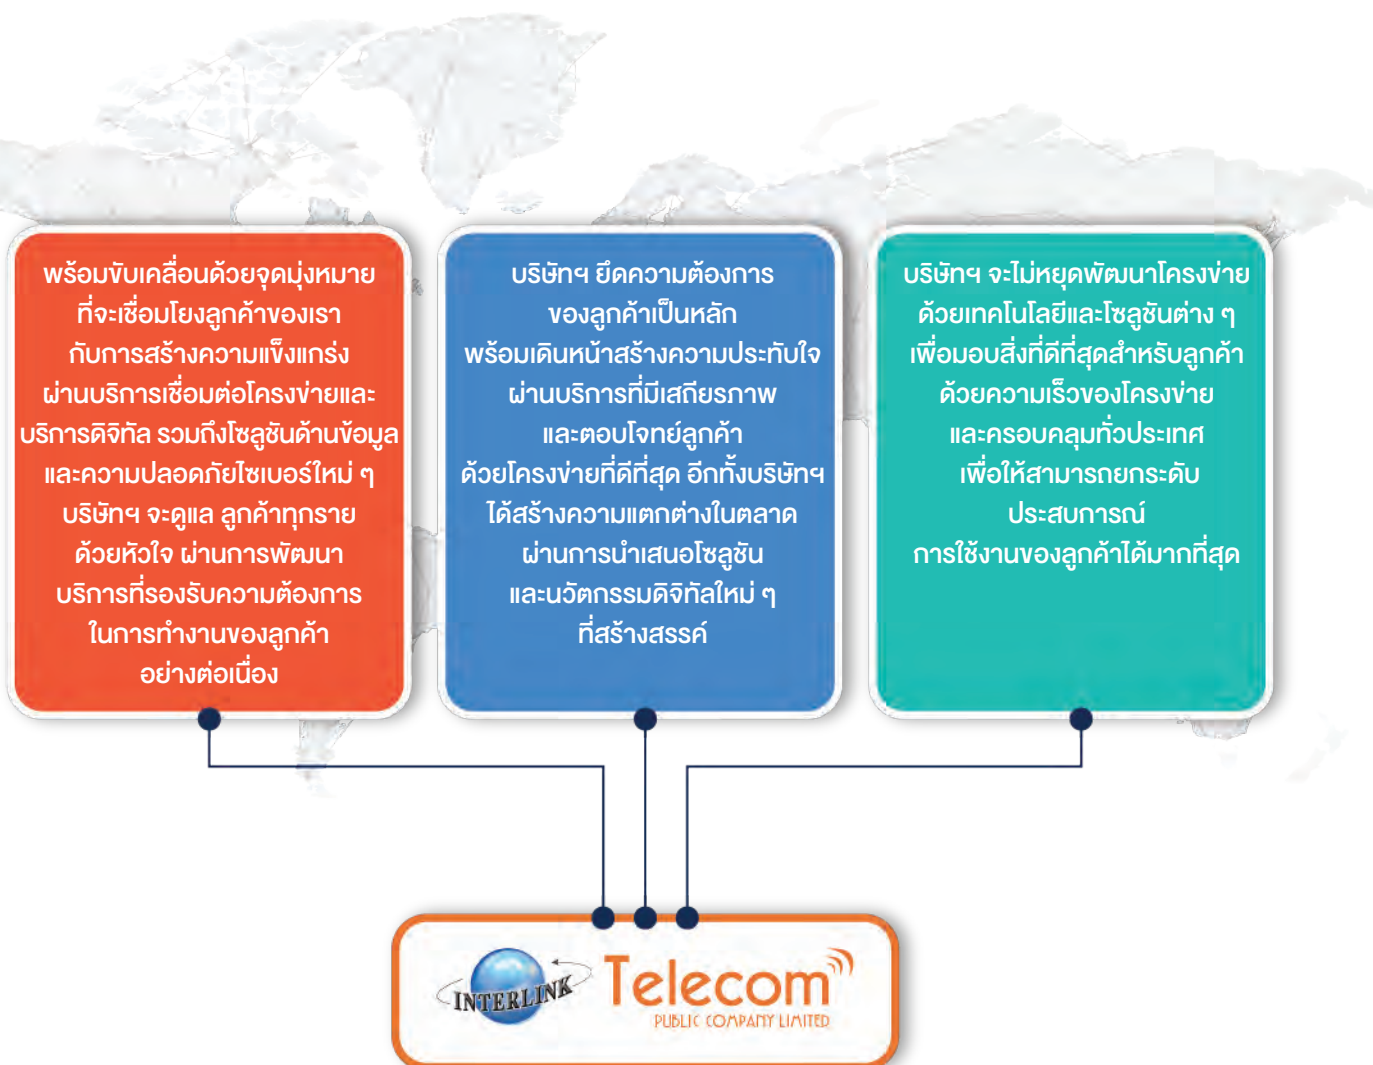 พร้อมขับเคลื่อนด้วยจุดมุ่งหมาย
ที่จะเชื่อมโยงลูกค้าของเรา
กับการสร้างความแข็งแกร่ง
ผ่านบริการเชื่อมต่อโครงข่ายและ
บริการดิจิทัล รวมถึงโซลูชันด้านข้อมูล
และความปลอดภัยไซเบอร์ใหม่ ๆ
บริษัทฯ จะดูแล ลูกค้าทุกราย
ด้วยหัวใจ ผ่านการพัฒนา
บริการที่รองรับความต้องการ
ในการทำงานของลูกค้า
อย่างต่อเนื่อง
บริษัทฯ ยึดความต้องการ
ของลูกค้าเป็นหลัก
พร้อมเดินหน้าสร้างความประทับใจ
ผ่านบริการที่มีเสถียรภาพ
และตอบโจทย์ลูกค้า
ด้วยโครงข่ายที่ดีที่สุด อีกทั้งบริษัทฯ
ได้สร้างความแตกต่างในตลาด
ผ่านการนำเสนอโซลูชัน
และนวัตกรรมดิจิทัลใหม่ ๆ
ที่สร้างสรรค์
บริษัทฯ จะไม่หยุดพัฒนาโครงข่าย
ด้วยเทคโนโลยีและโซลูชันต่าง ๆ
เพื่อมอบสิ่งที่ดีที่สุดสำหรับลูกค้า
ด้วยความเร็วของโครงข่าย
และครอบคลุมทั่วประเทศ
เพื่อให้สามารถยกระดับ
ประสบการณ์
การใช้งานของลูกค้าได้มากที่สุด
INTERLINK Telecom
PUBLIC COMPANY LIMITED